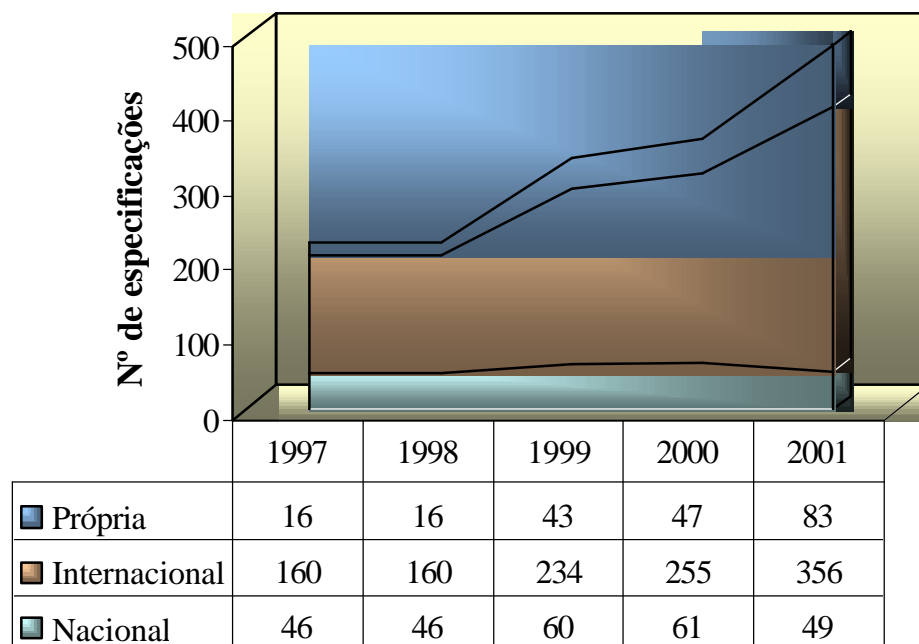 Nº de especificações
500
400
300
200
100
0
1997 1998 1999 2000 2001
Própria 16 16 43 47 83
Internacional 160 160 234 255 356
Nacional 46 46 60 61 49